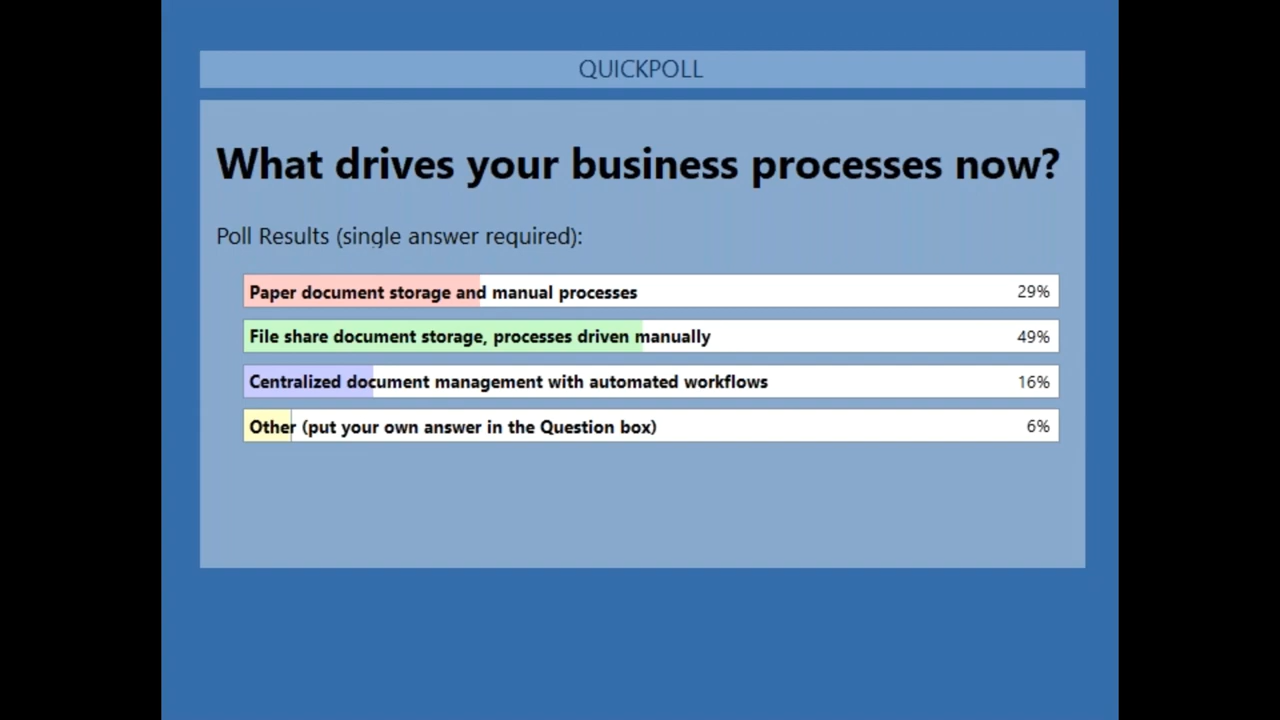 QUICKPOLL
What drives your business processes now?
Poll Results (single answer required):
Paper document storage and manual processes 29%
File share document storage, processes driven manually 49%
Centralized document management with automated workflows 16%
Other (put your own answer in the Question box) 6%